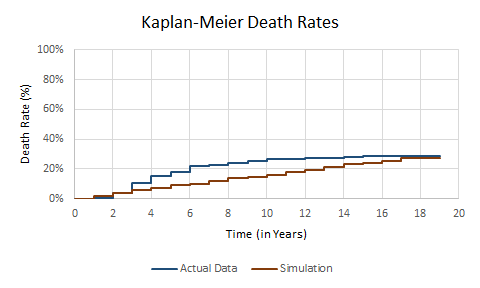 Kaplan-Meier Death Rates
100%
80%
60%
40%
20%
0%
Death Rate (%)
0 2 4 6 8 10 12 14 16 18 20
Time (in Years)
Actual Data Simulation